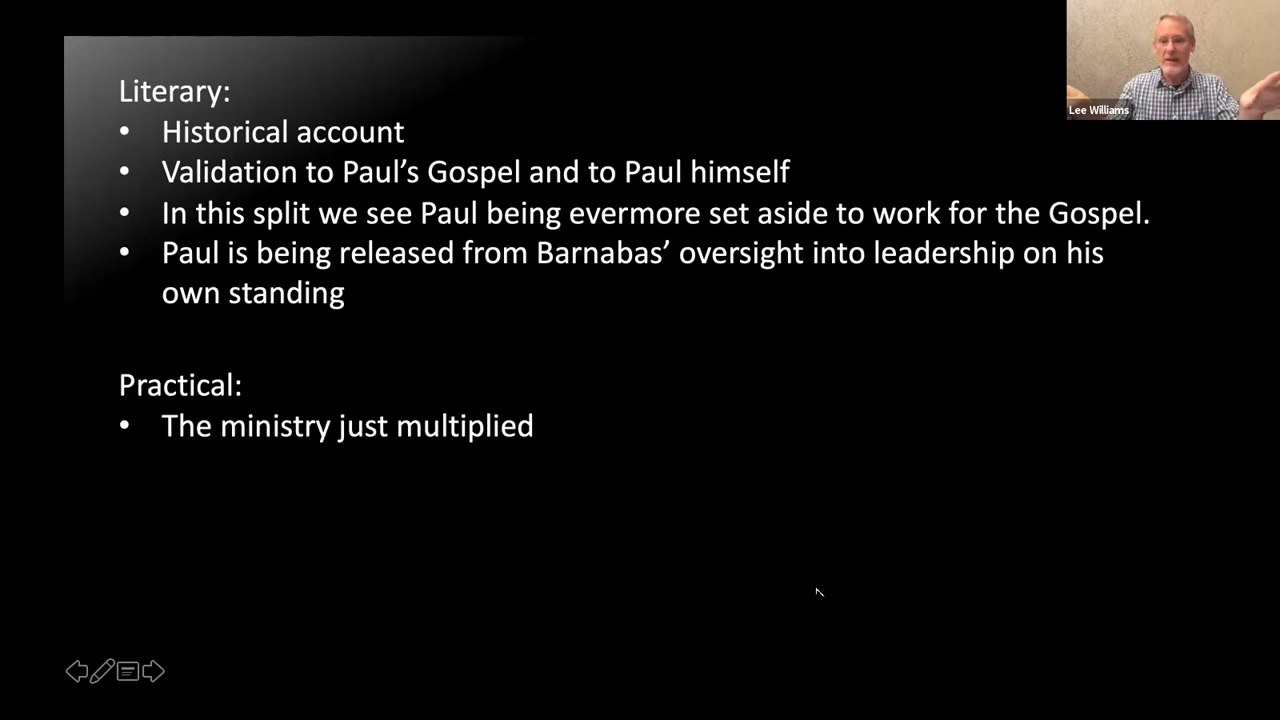 Literary:
• Historical account
• Validation to Paul’s Gospel and to Paul himself
• In this split we see Paul being evermore set aside to work for the Gospel.
• Paul is being released from Barnabas’ oversight into leadership on his
own standing
Practical:
• The ministry just multiplied
Lee Williams